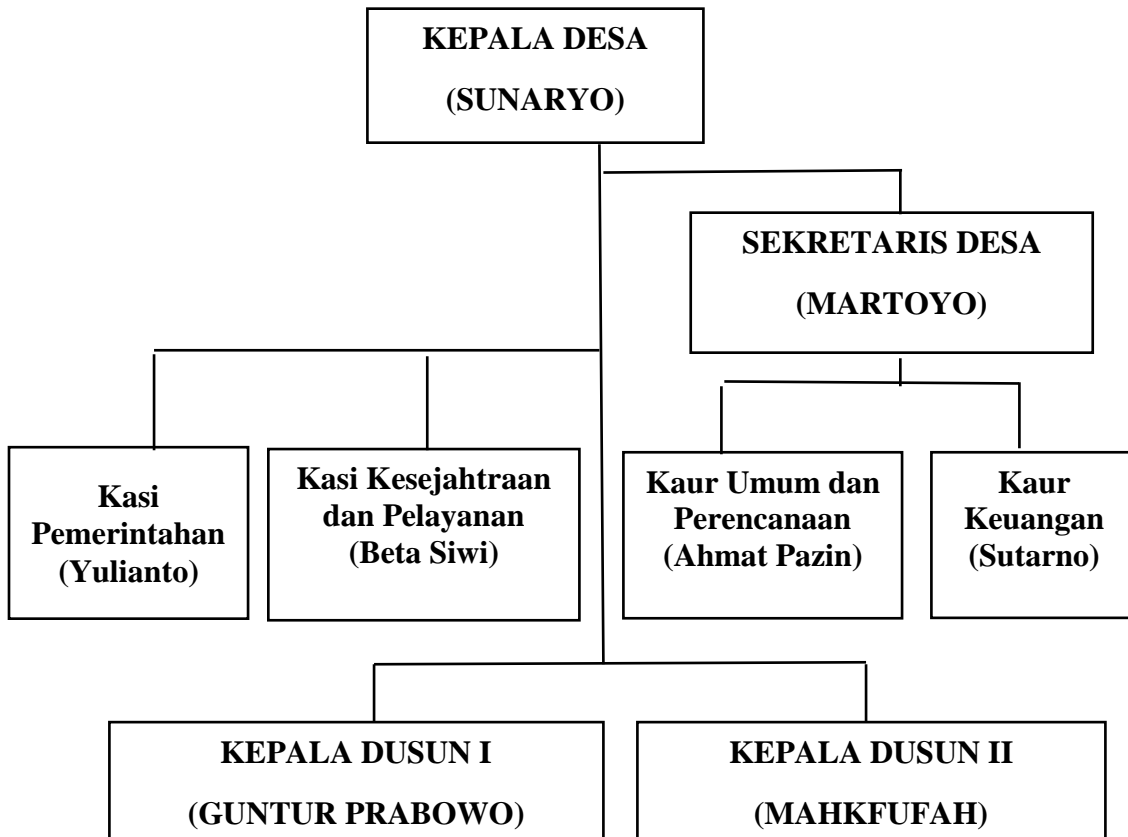 KEPALA DESA
(SUNARYO)
SEKRETARIS DESA
(MARTOYO)
Kasi
Pemerintahan
(Yulianto)
Kasi Kesejahtraan
dan Pelayanan
(Beta Siwi)
Kaur Umum dan
Perencanaan
(Ahmat Pazin)
Kaur
Keuangan
(Sutarno)
KEPALA DUSUN I
(GUNTUR PRABOWO)
KEPALA DUSUN II
(MAHKFUFAH)